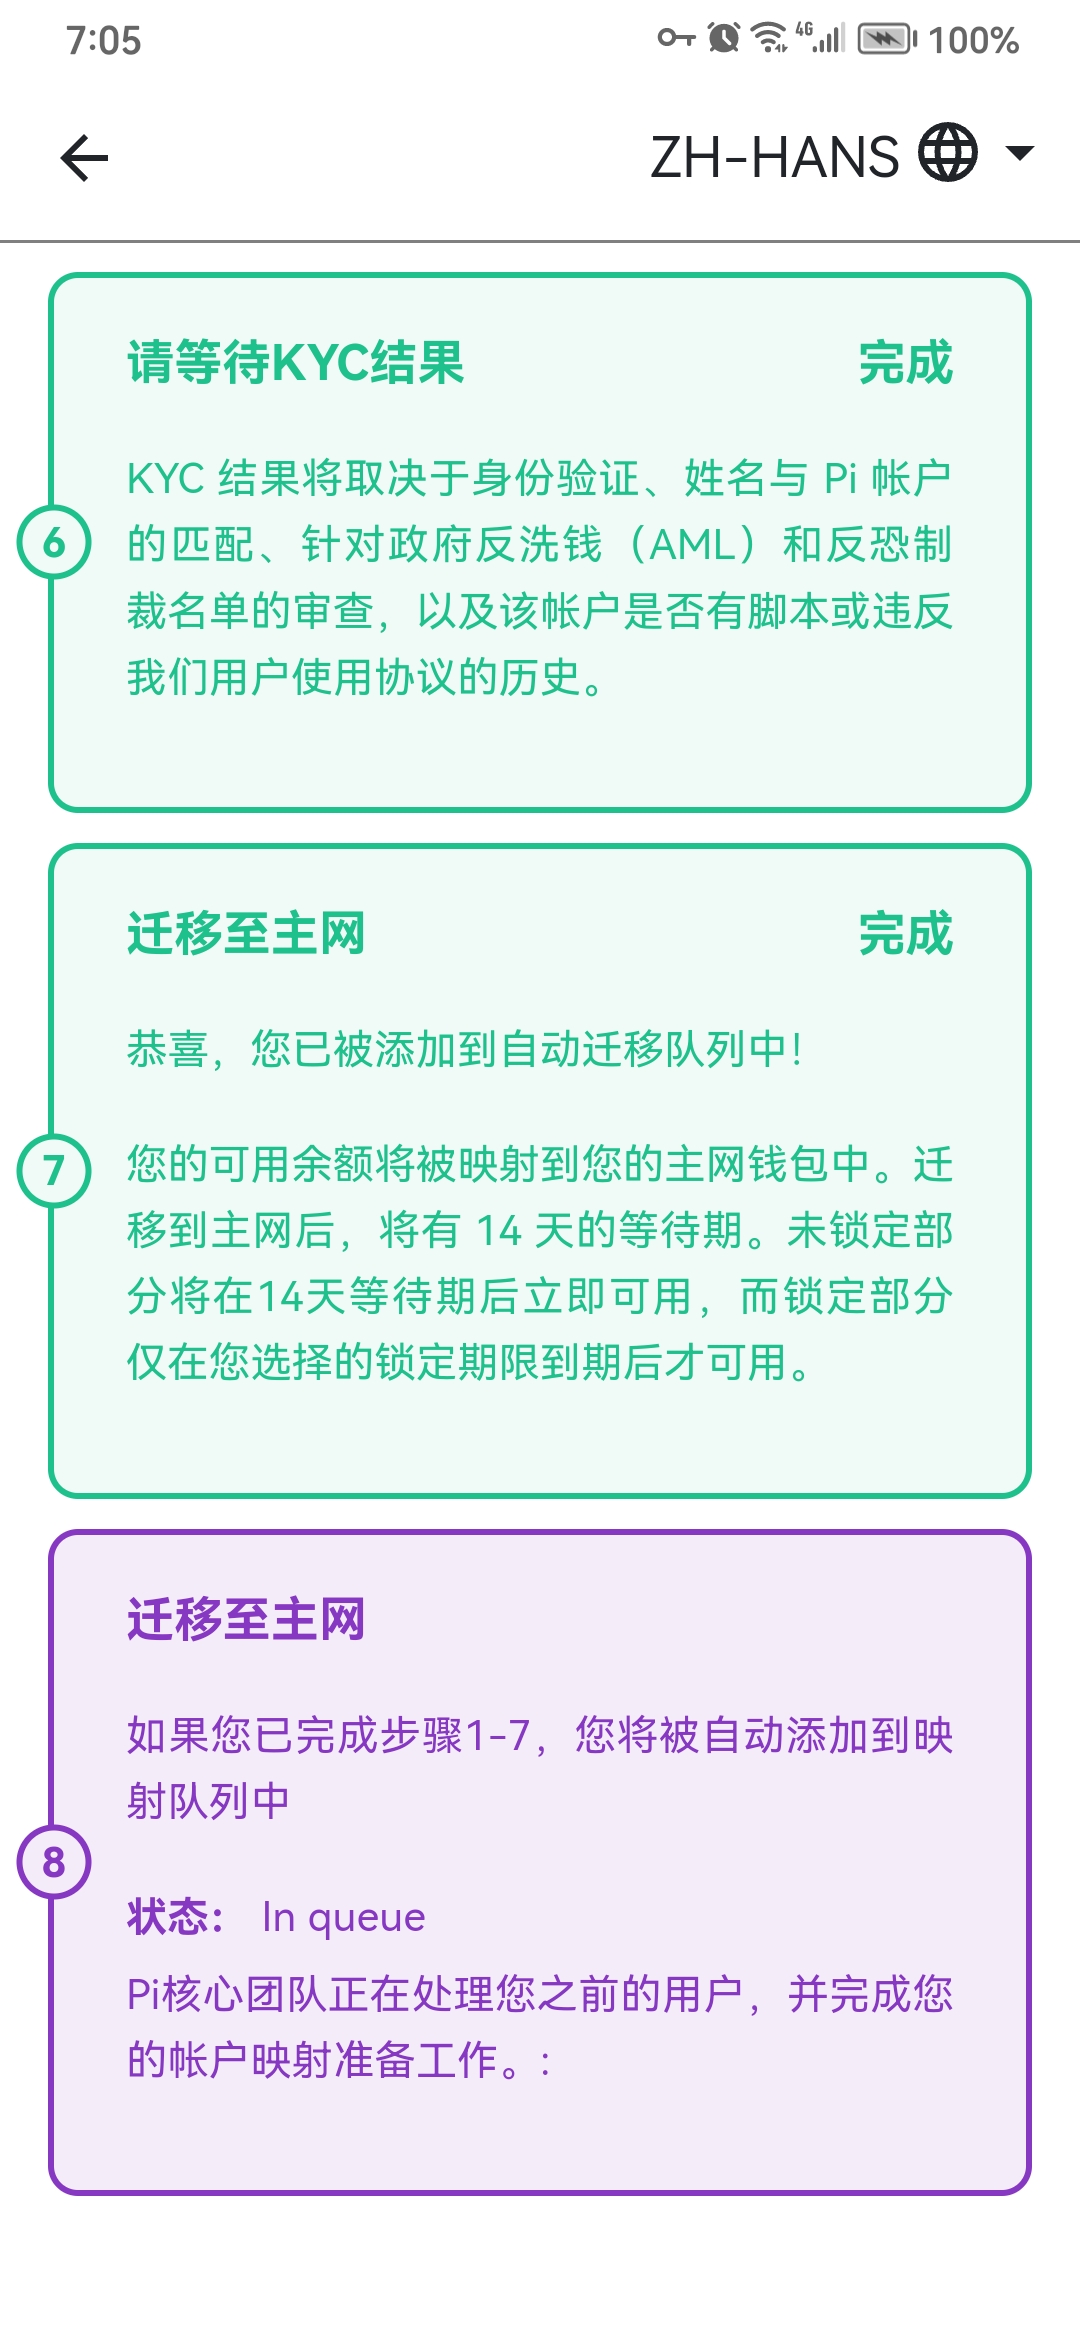 7:05
4G
100%
ZH-HANS
请等待KYC结果
完成
KYC 结果将取决于身份验证、姓名与 Pi 帐户
的匹配、针对政府反洗钱（AML）和反恐制
裁名单的审查，以及该帐户是否有脚本或违反
我们用户使用协议的历史。
6
迁移至主网
完成
恭喜，您已被添加到自动迁移队列中！
您的可用余额将被映射到您的主网钱包中。迁
移到主网后，将有 14 天的等待期。未锁定部
分将在14天等待期后立即可用，而锁定部分
仅在您选择的锁定期限到期后才可用。
7
迁移至主网
如果您已完成步骤1-7，您将被自动添加到映
射队列中
8
状态： In queue
Pi核心团队正在处理您之前的用户，并完成您
的帐户映射准备工作。: